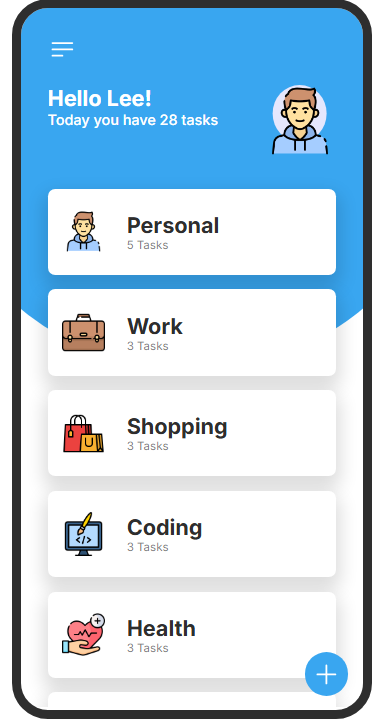 Hello Lee!
Today you have 28 tasks
Personal
5 Tasks
Work
3 Tasks
Shopping
3 Tasks
Coding
3 Tasks
Health
3 Tasks